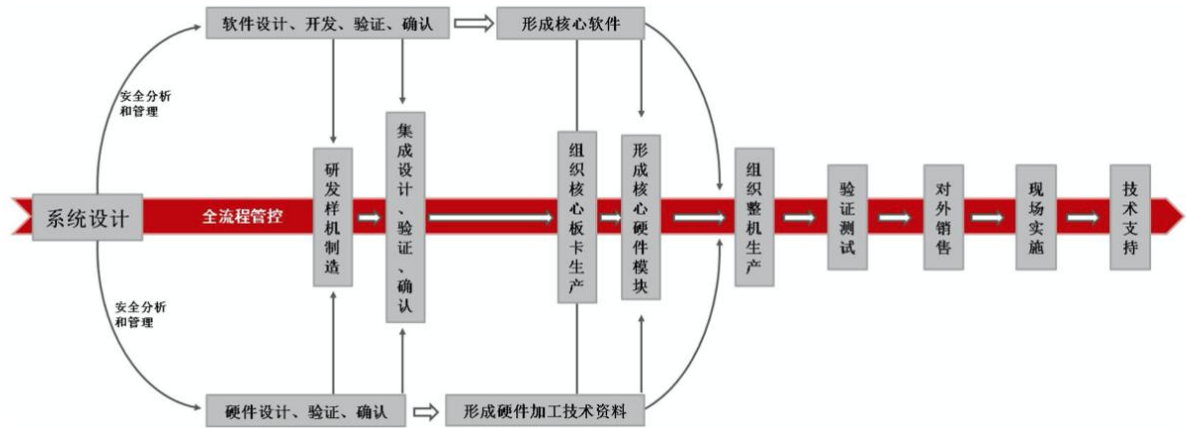 软件设计、开发、验证、确认
形成核心软件
安全分析
和管理
系统设计
全流程管控
研发样机制造
集成设计、验证、确认
组织核心板卡生产
形成核心硬件模块
组织整机生产
验证测试
对外销售
现场实施
技术支持
安全分析
和管理
硬件设计、验证、确认
形成硬件加工技术资料